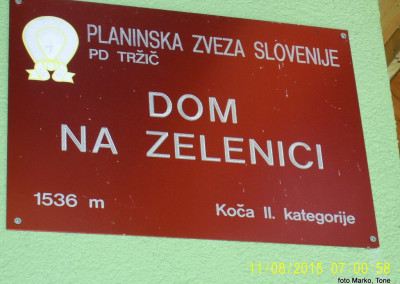 PLANINSKA ZVEZA SLOVENIJE
PD TRŽIČ
DOM
NA ZELENICI
1536 m
Koča II. kategorije
11/08/2015 07:00:58
foto Marko, Tone